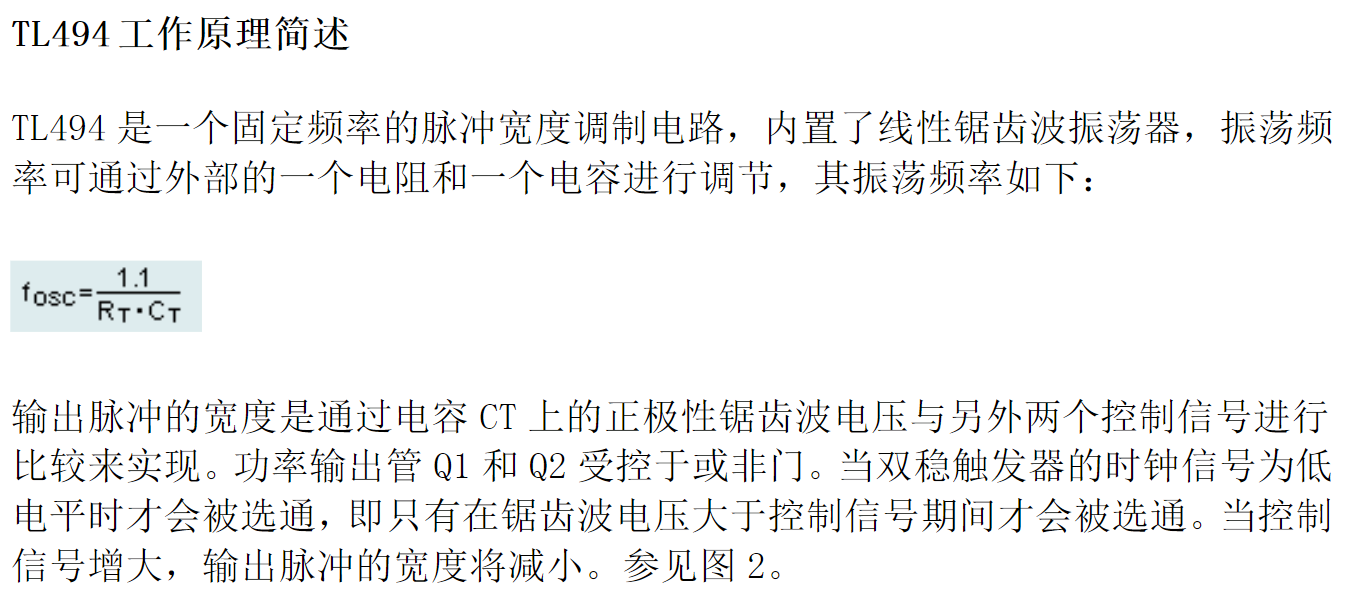 TL494 工作原理简述
TL494 是一个固定频率的脉冲宽度调制电路，内置了线性锯齿波振荡器，振荡频
率可通过外部的一个电阻和一个电容进行调节，其振荡频率如下：
fosc=1.1/RT·CT
输出脉冲的宽度是通过电容 CT 上的正极性锯齿波电压与另外两个控制信号进行
比较来实现。功率输出管 Q1 和 Q2 受控于或非门。当双稳触发器的时钟信号为低
电平时才会被选通，即只有在锯齿波电压大于控制信号期间才会被选通。当控制
信号增大，输出脉冲的宽度将减小。参见图 2。